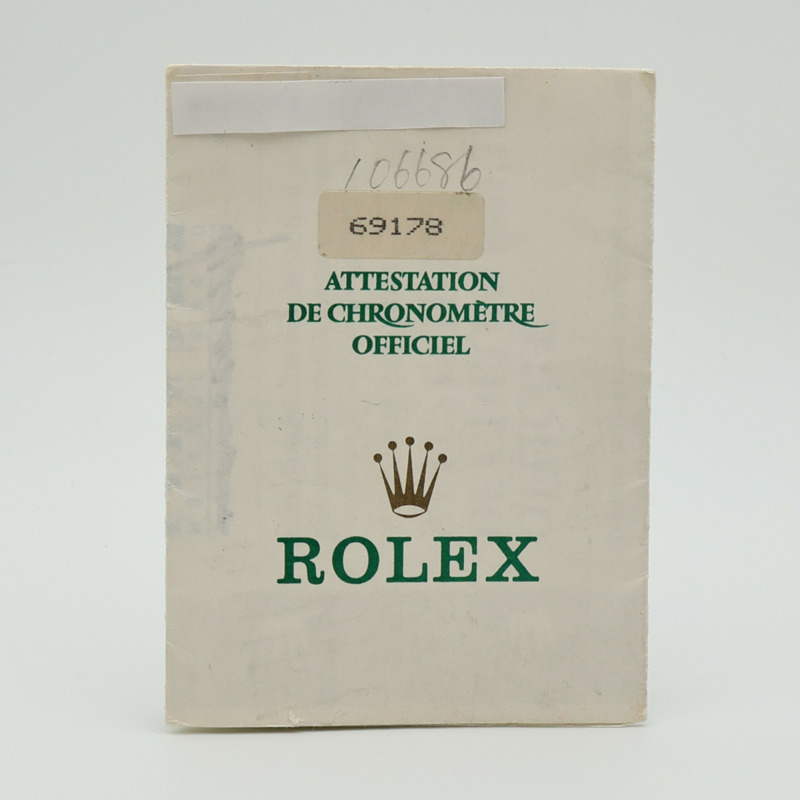 106686
69178
ATTESTATION
DE CHRONOMÈTRE
OFFICIEL
ROLEX